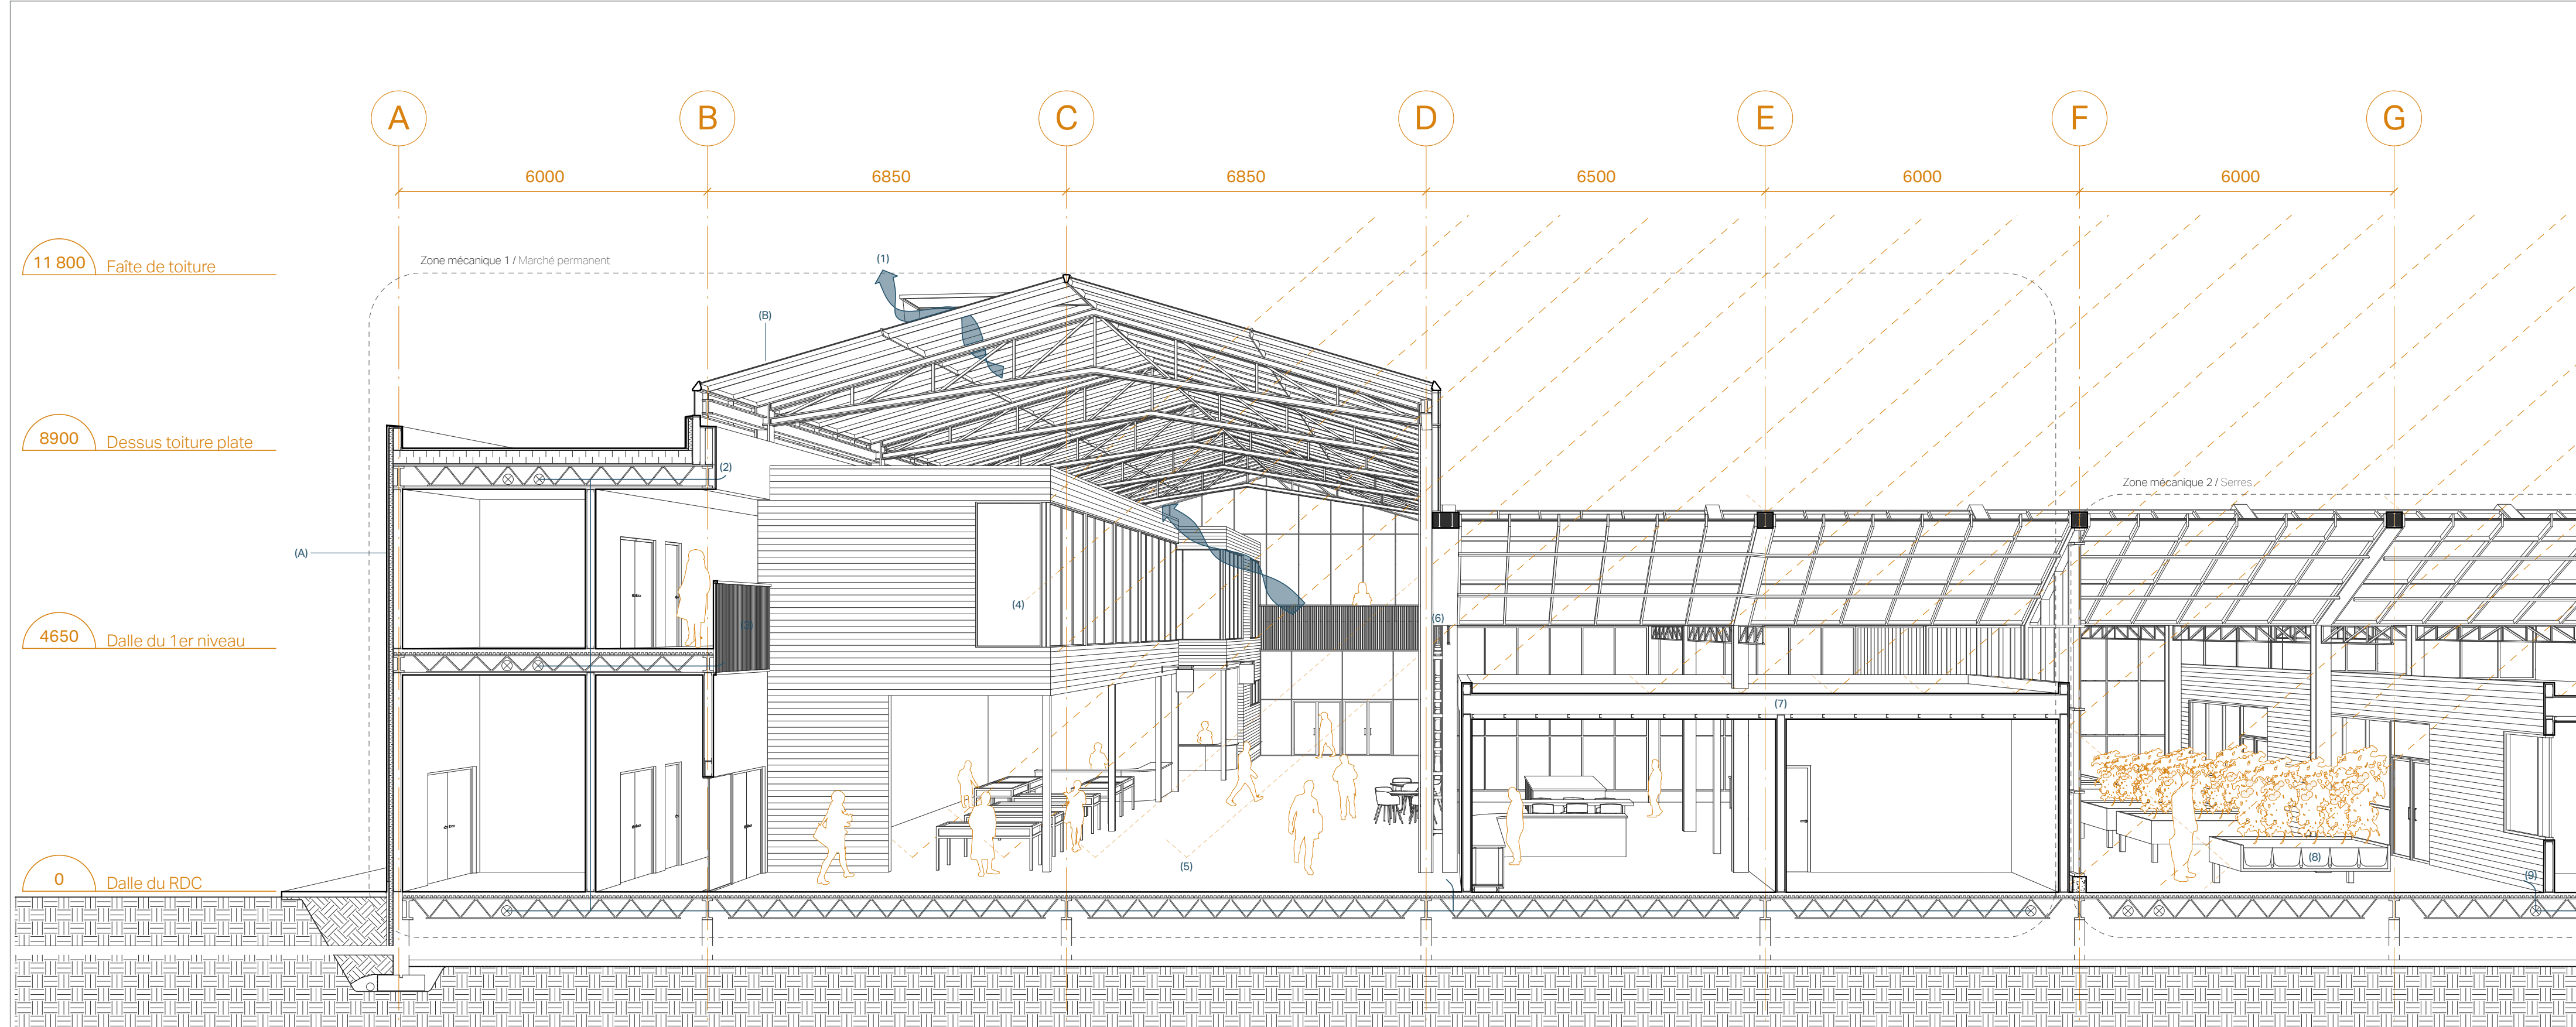 A B C D E F G
6000 6850 6850 6500 6000 6000
Zone mécanique 1 / Marché permanent
(1)
11 800 Faîte de toiture
(B)
8900 Dessus toiture plate
(2)
Zone mécanique 2 / Serres
(A)
(4)
(3)
(6)
4650 Dalle du 1er niveau
(7)
(5)
(8)
0 Dalle du RDC
(9)